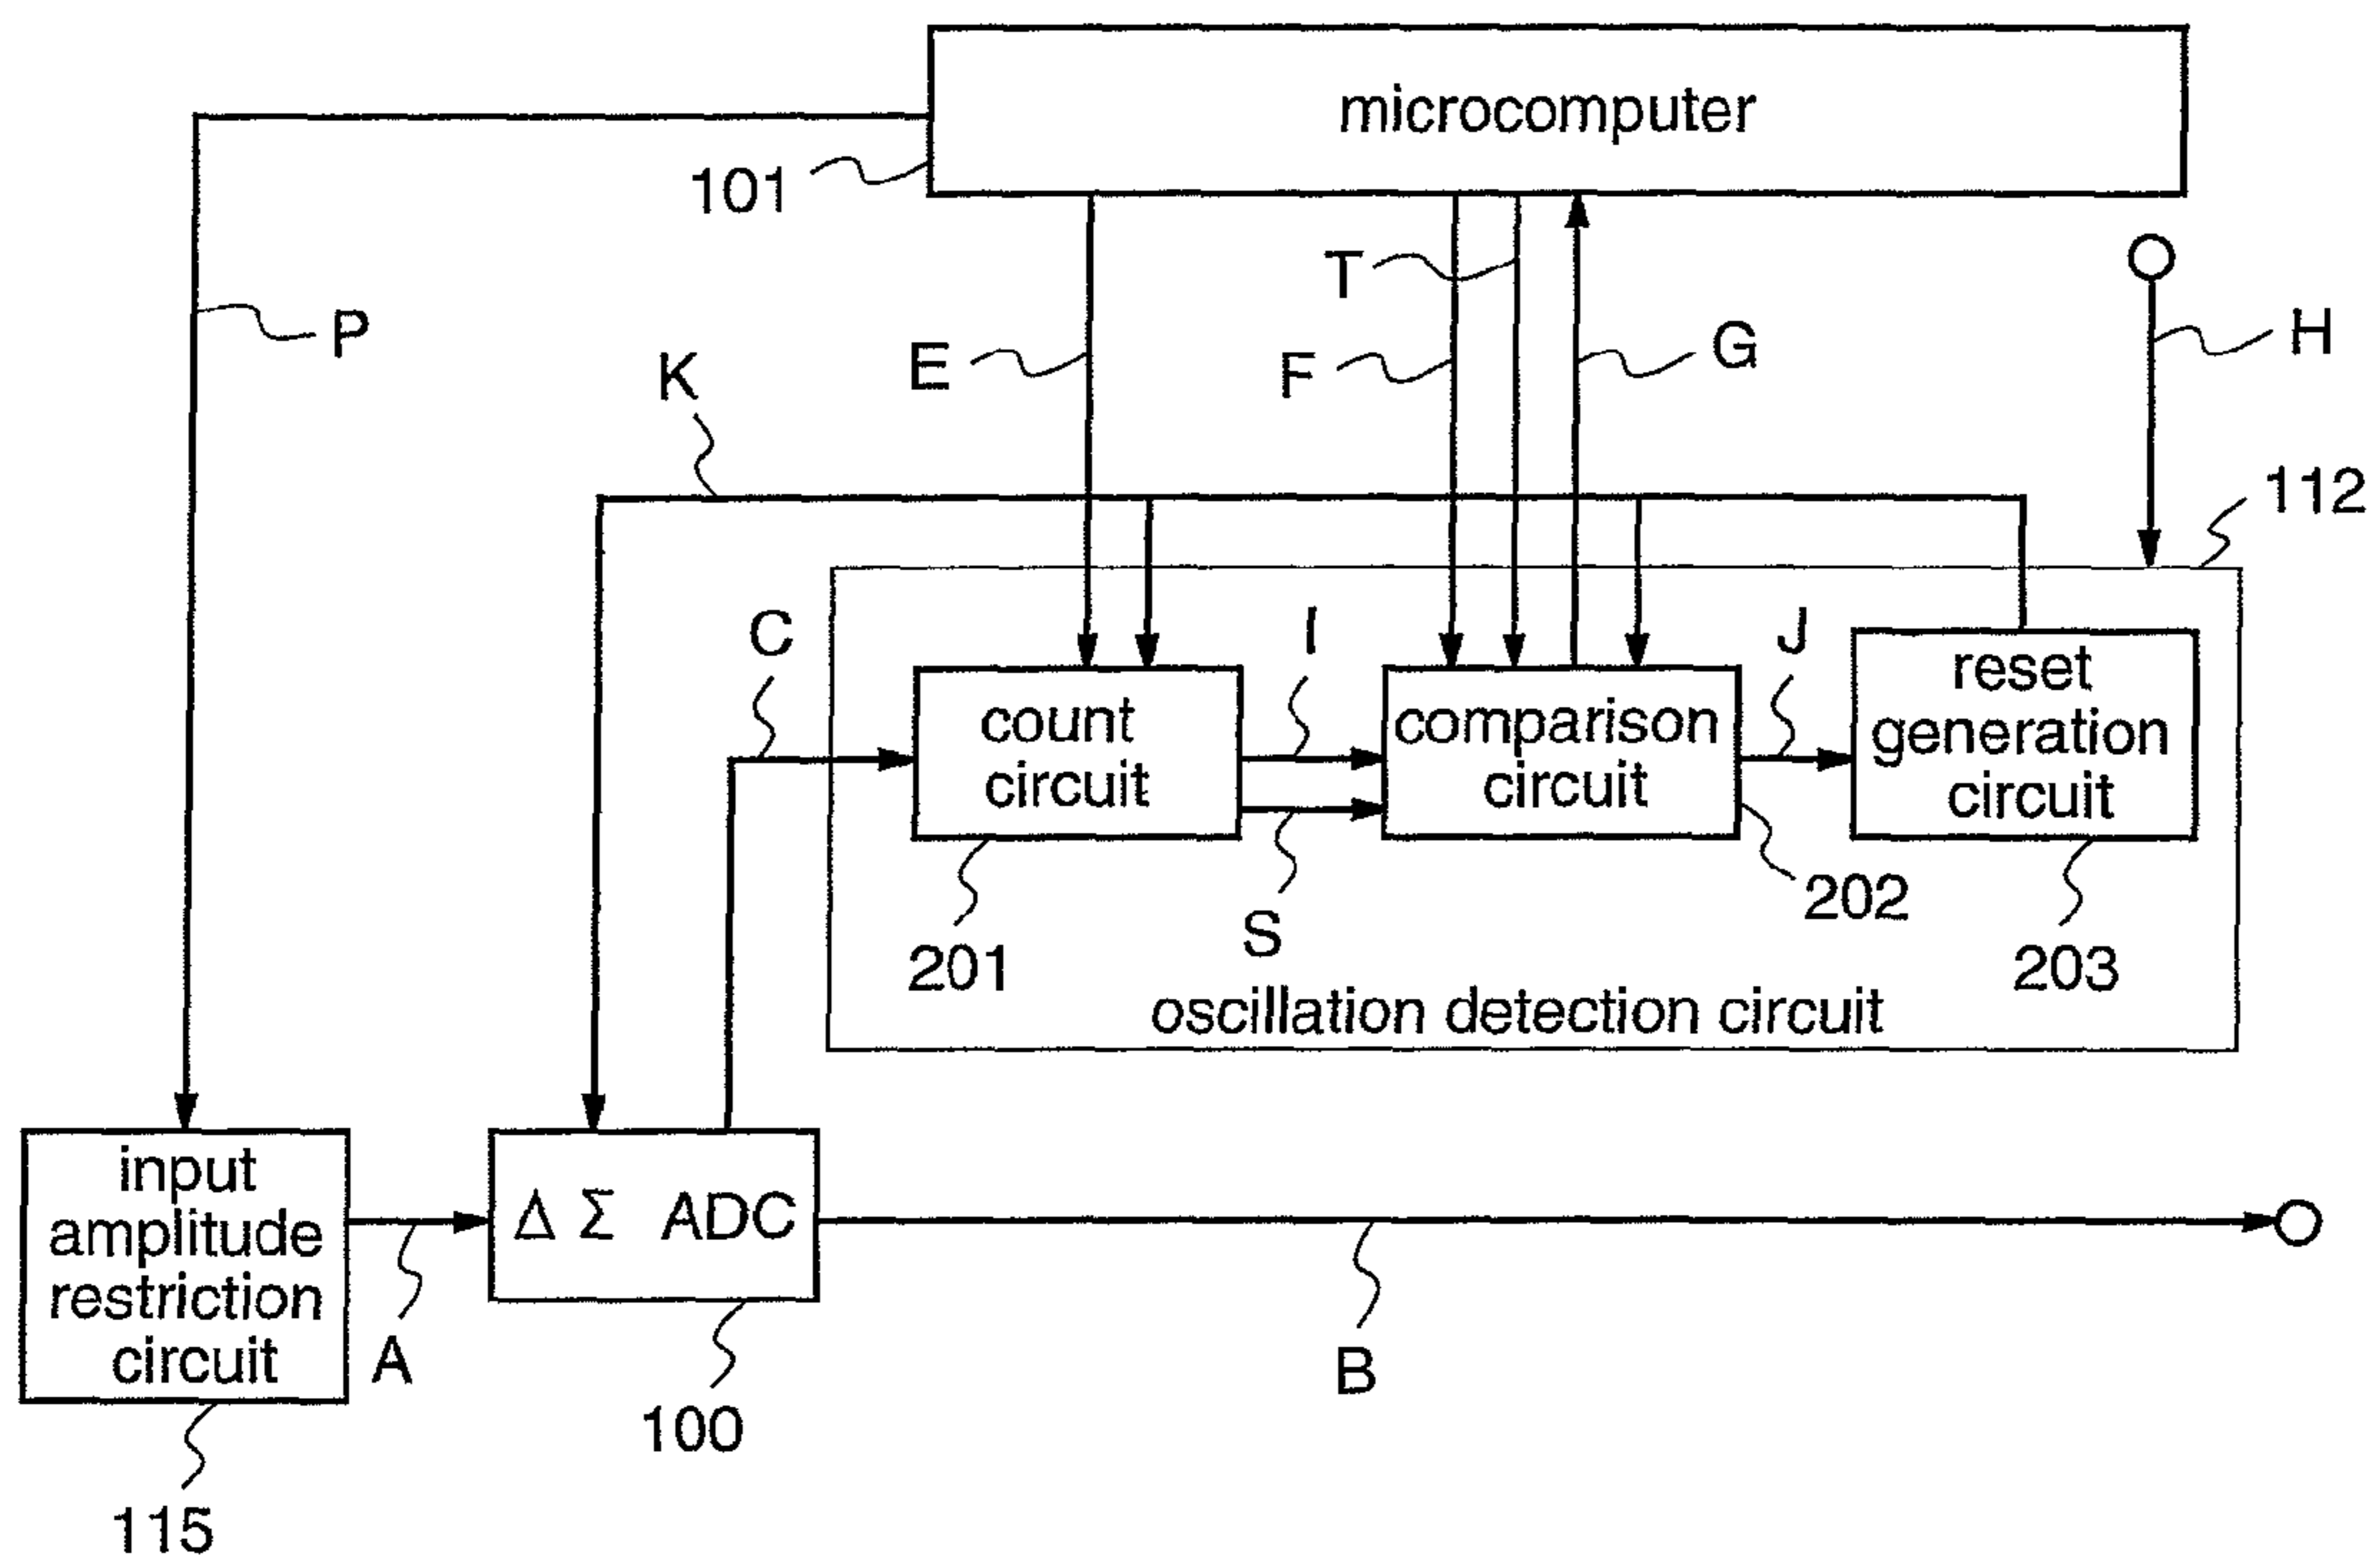 microcomputer
101
T
P
H
G
E
F
K
112
C
I
J
count
circuit
comparison
circuit
reset
generation
circuit
S
201
202
203
oscillation detection circuit
input
amplitude
restriction
circuit
Δ Σ ADC
A
B
100
115